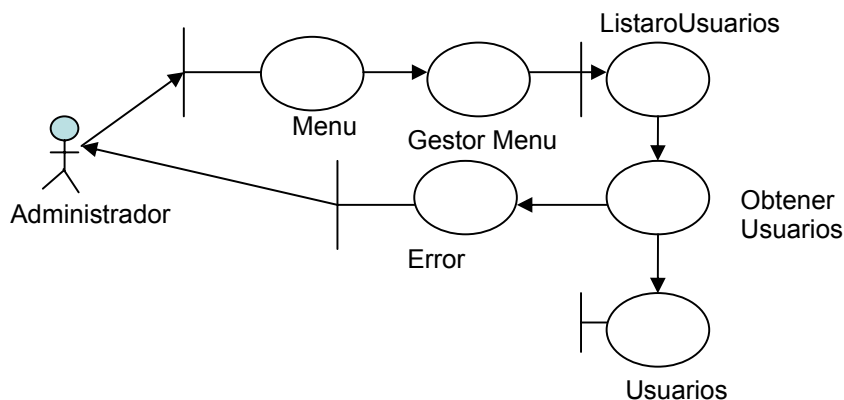 ListaroUsuarios
Menu
Gestor Menu
Administrador
Obtener
Usuarios
Error
Usuarios